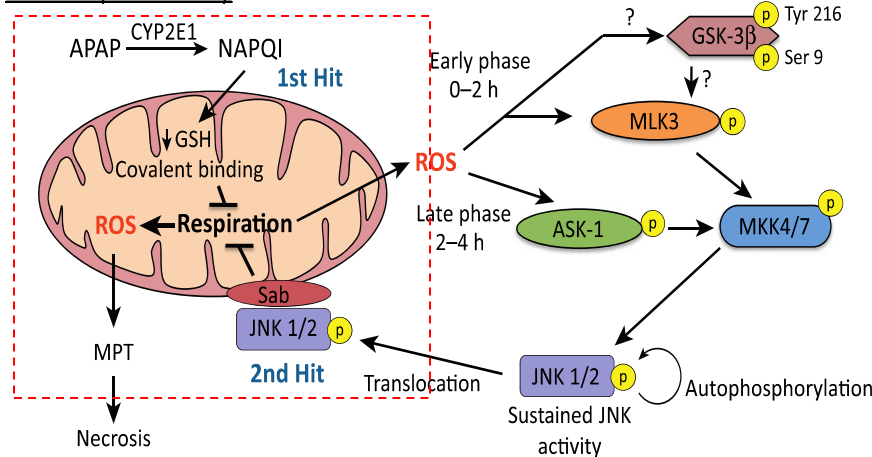 APAP
CYP2E1
NAPQI
1st Hit
GSH
Covalent binding
ROS
Respiration
Sab
JNK 1/2
p
2nd Hit
MPT
Necrosis
ROS
Early phase
0–2 h
?
GSK-3β
p
Tyr 216
p
Ser 9
?
MLK3
p
Late phase
2–4 h
ASK-1
p
MKK4/7
p
Translocation
JNK 1/2
p
Autophosphorylation
Sustained JNK
activity